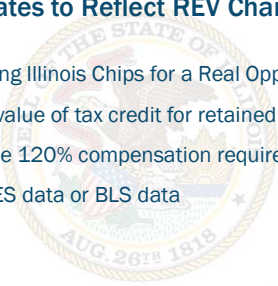 ates to Reflect REV Chan
ng Illinois Chips for a Real Opp
value of tax credit for retained
e 120% compensation require
ES data or BLS data
STATE OF
AUG. 26TH 1818